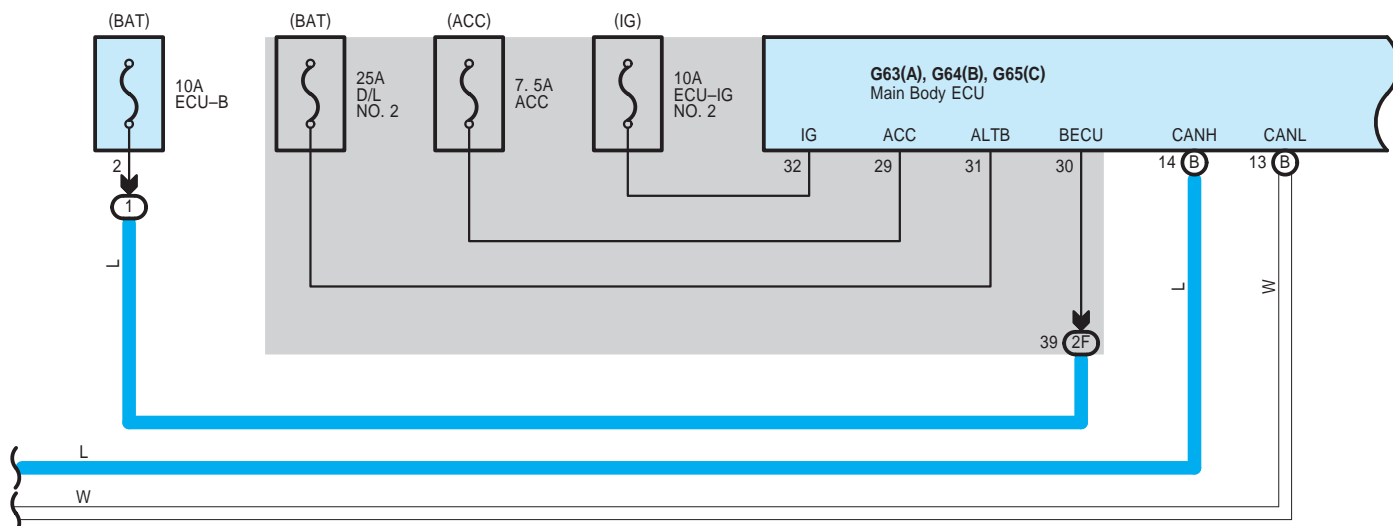 (BAT)
(BAT)
(ACC)
(IG)
10A
ECU–B
25A
D/L
NO. 2
7. 5A
ACC
10A
ECU–IG
NO. 2
G63(A), G64(B), G65(C)
Main Body ECU
IG
ACC
ALTB
BECU
CANH
CANL
2
32
29
31
30
14
B
13
B
1
L
L
W
39
2F
L
W